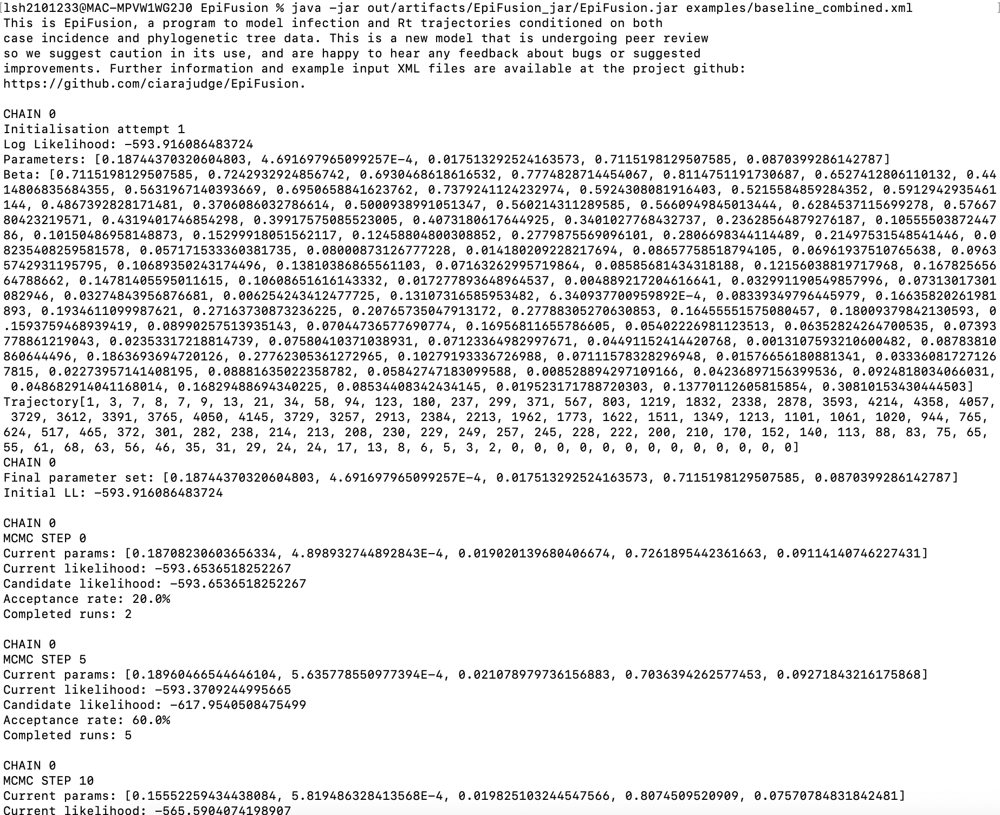 [lsh2101233@MAC-MPVW1WG2J0 EpiFusion % java -jar out/artifacts/EpiFusion_jar/EpiFusion.jar examples/baseline_combined.xml ]
This is EpiFusion, a program to model infection and Rt trajectories conditioned on both
case incidence and phylogenetic tree data. This is a new model that is undergoing peer review
so we suggest caution in its use, and are happy to hear any feedback about bugs or suggested
improvements. Further information and example input XML files are available at the project github:
https://github.com/ciarajudge/EpiFusion.
CHAIN 0
Initialisation attempt 1
Log Likelihood: -593.916086483724
Parameters: [0.18744370320604803, 4.691697965099257E-4, 0.017513292524163573, 0.7115198129507585, 0.0870399286142787]
Beta: [0.7115198129507585, 0.7242932924856742, 0.6930468618616532, 0.7774828714454067, 0.8114751191730687, 0.6527412806110132, 0.44
14806835684355, 0.5631967140393669, 0.6950658841623762, 0.7379241124232974, 0.5924308081916403, 0.5215584859284352, 0.5912942935461
144, 0.4867392828171481, 0.3706086032786614, 0.5000938991051347, 0.560214311289585, 0.5660949845013444, 0.6284537115699278, 0.57667
80423219571, 0.4319401746854298, 0.39917575085523005, 0.4073180617644925, 0.3401027768432737, 0.23628564879276187, 0.10555503872447
86, 0.10150486958148873, 0.15299918051562117, 0.12458804800308852, 0.2779875569096101, 0.2806698344114489, 0.21497531548541446, 0.0
8235408259581578, 0.057171533360381735, 0.08000873126777228, 0.014180209228217694, 0.08657758518794105, 0.06961937510765638, 0.0963
5742931195795, 0.10689350243174496, 0.13810386865561103, 0.07163262995719864, 0.08585681434318188, 0.12156038819717968, 0.167825656
64788662, 0.14781405595011615, 0.10608651616143332, 0.017277893648964537, 0.004889217204616641, 0.032991190549857996, 0.07313017301
082946, 0.03274843956876681, 0.006254243412477725, 0.13107316585953482, 6.340937700959892E-4, 0.08339349796445979, 0.16635820261981
893, 0.1934611099987621, 0.27163730873236225, 0.20765735047913172, 0.27788305270630853, 0.16455551575080457, 0.18009379842130593, 0
.1593759468939419, 0.08990257513935143, 0.07044736577690774, 0.16956811655786605, 0.05402226981123513, 0.06352824264700535, 0.07393
778861219043, 0.02353317218814739, 0.07580410371038931, 0.07123364982997671, 0.04491152414420768, 0.0013107593210600482, 0.08783810
860644496, 0.1863693694720126, 0.27762305361272965, 0.10279193336726988, 0.07111578328296948, 0.01576656180881341, 0.03336081727126
7815, 0.02273957141408195, 0.08881635022358782, 0.05842747183099588, 0.008528894297109166, 0.04236897156399536, 0.0924818034066031,
 0.048682914041168014, 0.16829488694340225, 0.08534408342434145, 0.019523171788720303, 0.13770112605815854, 0.30810153430444503]
Trajectory[1, 3, 7, 8, 7, 9, 13, 21, 34, 58, 94, 123, 180, 237, 299, 371, 567, 803, 1219, 1832, 2338, 2878, 3593, 4214, 4358, 4057,
 3729, 3612, 3391, 3765, 4050, 4145, 3729, 3257, 2913, 2384, 2213, 1962, 1773, 1622, 1511, 1349, 1213, 1101, 1061, 1020, 944, 765,
624, 517, 465, 372, 301, 282, 238, 214, 213, 208, 230, 229, 249, 257, 245, 228, 222, 200, 210, 170, 152, 140, 113, 88, 83, 75, 65,
55, 61, 68, 63, 56, 46, 35, 31, 29, 24, 24, 17, 13, 8, 6, 5, 3, 2, 0, 0, 0, 0, 0, 0, 0, 0, 0, 0, 0, 0, 0]
CHAIN 0
Final parameter set: [0.18744370320604803, 4.691697965099257E-4, 0.017513292524163573, 0.7115198129507585, 0.0870399286142787]
Initial LL: -593.916086483724
CHAIN 0
MCMC STEP 0
Current params: [0.18708230603656334, 4.898932744892843E-4, 0.019020139680406674, 0.7261895442361663, 0.09114140746227431]
Current likelihood: -593.6536518252267
Candidate likelihood: -593.6536518252267
Acceptance rate: 20.0%
Completed runs: 2
CHAIN 0
MCMC STEP 5
Current params: [0.18960466544646104, 5.635778550977394E-4, 0.021078979736156883, 0.7036394262577453, 0.09271843216175868]
Current likelihood: -593.3709244995665
Candidate likelihood: -617.9540508475499
Acceptance rate: 60.0%
Completed runs: 5
CHAIN 0
MCMC STEP 10
Current params: [0.15552259434438084, 5.819486328413568E-4, 0.019825103244547566, 0.8074509520909, 0.07570784831842481]
Current likelihood: -565.5904074198907